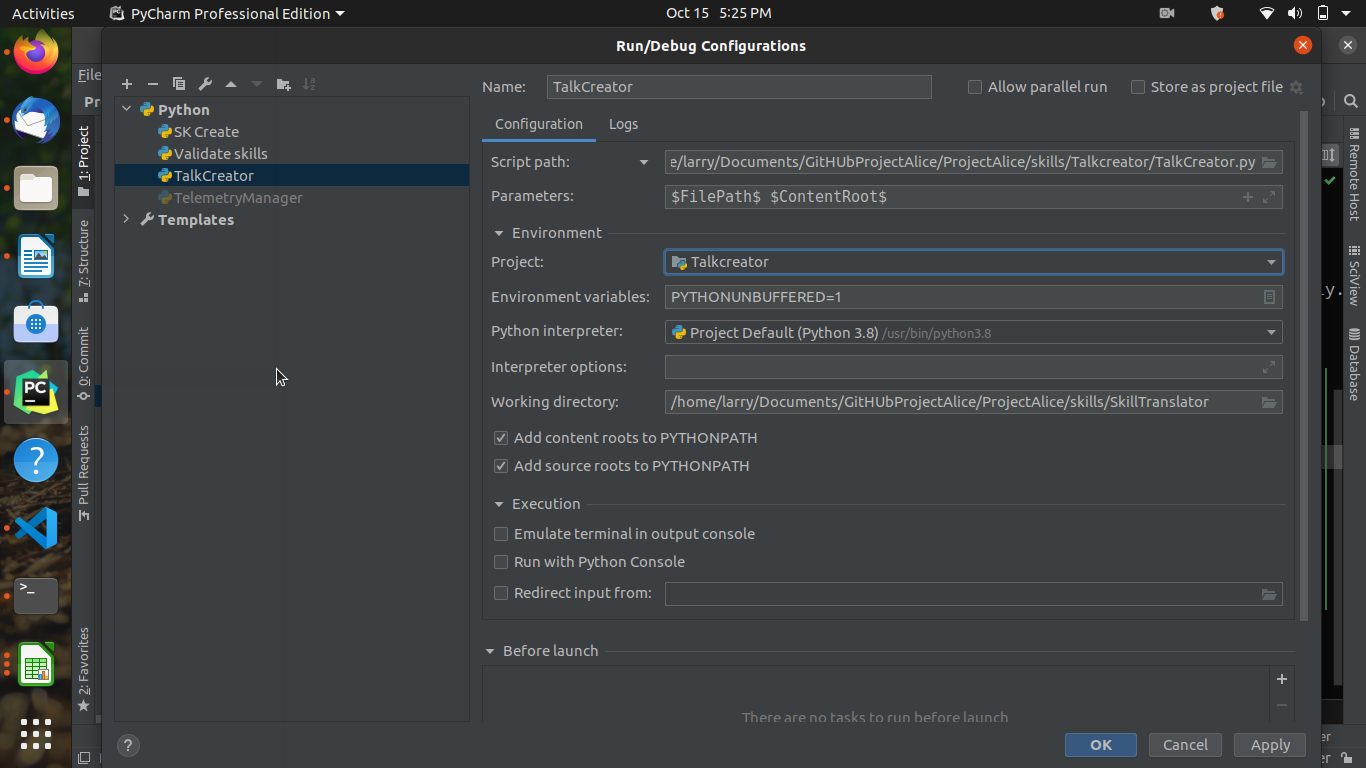 Activities
PyCharm Professional Edition
Oct 15 5:25 PM
Run/Debug Configurations
File
Pr
1: Project
7: Structure
0: Commit
Pull Requests
2: Favorites
Python
SK Create
Validate skills
TalkCreator
TelemetryManager
Templates
Name:
TalkCreator
Allow parallel run
Store as project file
Configuration
Logs
Script path:
e/larry/Documents/GitHUbProjectAlice/ProjectAlice/skills/Talkcreator/TalkCreator.py
Parameters:
$FilePath$ $ContentRoot$
Environment
Project:
Talkcreator
Environment variables:
PYTHONUNBUFFERED=1
Python interpreter:
Project Default (Python 3.8) /usr/bin/python3.8
Interpreter options:
Working directory:
/home/larry/Documents/GitHUbProjectAlice/ProjectAlice/skills/SkillTranslator
Add content roots to PYTHONPATH
Add source roots to PYTHONPATH
Execution
Emulate terminal in output console
Run with Python Console
Redirect input from:
Before launch
There are no tasks to run before launch
OK
Cancel
Apply
?
PC
Remote Host
SciView
Database
y.
er
er